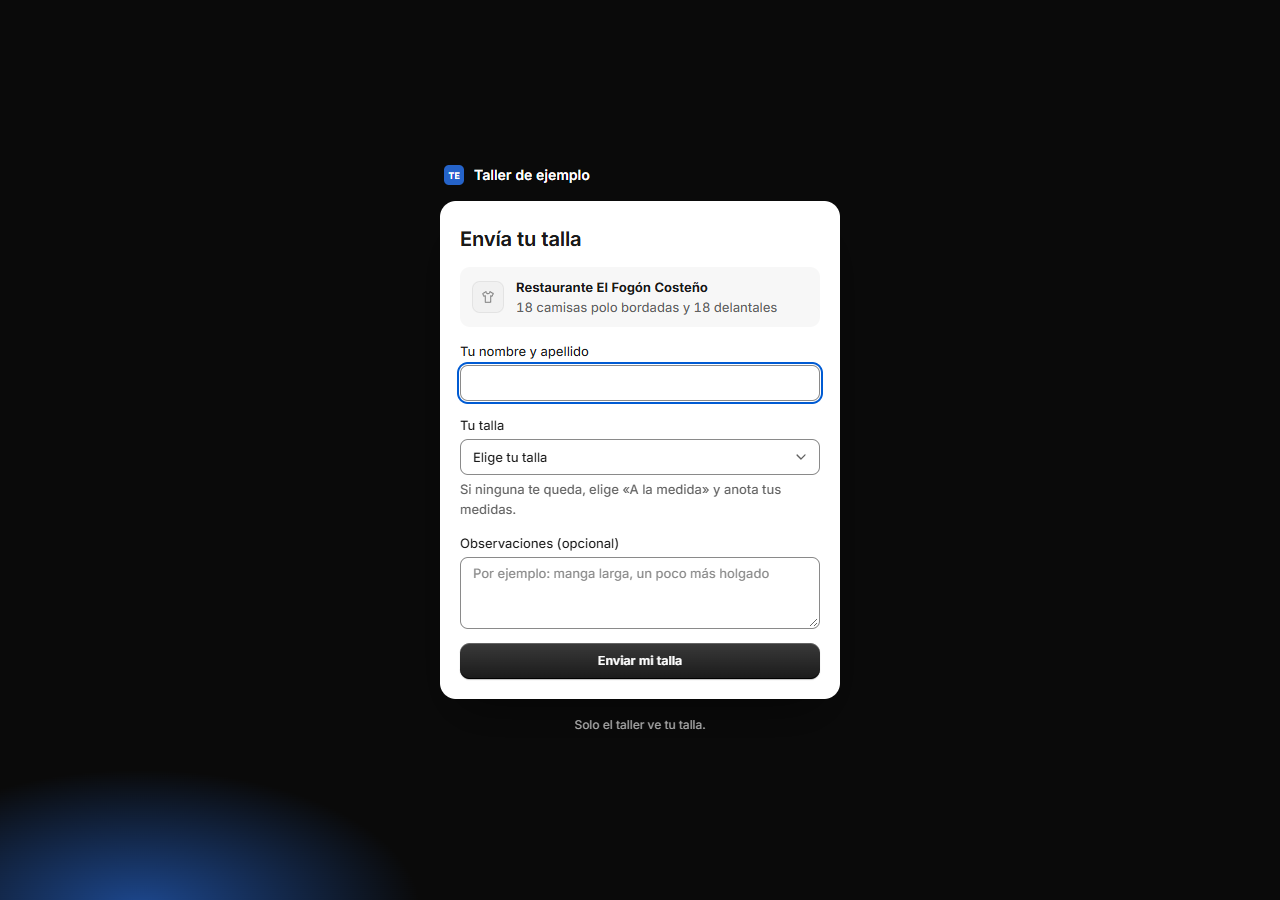 TE
Taller de ejemplo
Envía tu talla
Restaurante El Fogón Costeño
18 camisas polo bordadas y 18 delantales
Tu nombre y apellido
Tu talla
Elige tu talla
Si ninguna te queda, elige «A la medida» y anota tus
medidas.
Observaciones (opcional)
Por ejemplo: manga larga, un poco más holgado
Enviar mi talla
Solo el taller ve tu talla.